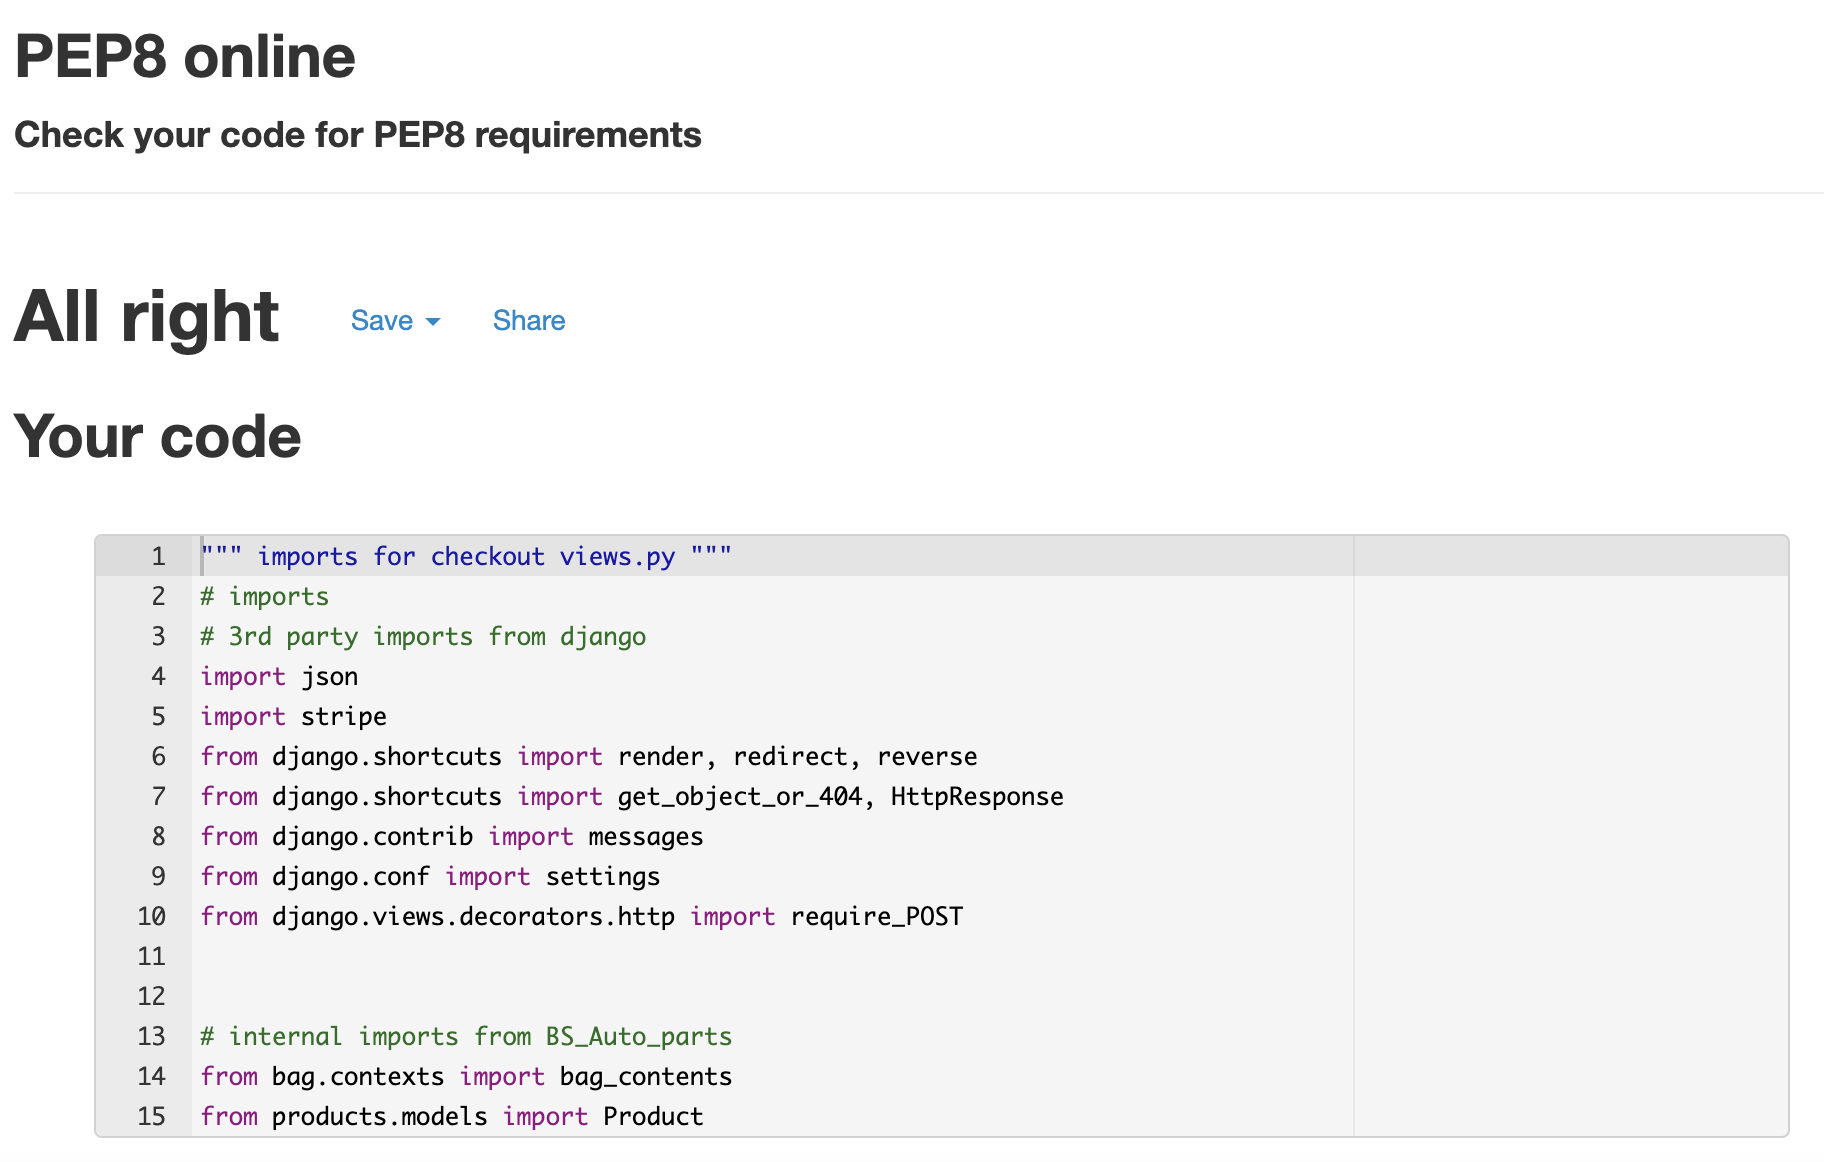 PEP8 online
Check your code for PEP8 requirements
All right Save Share
Your code
1 """ imports for checkout views.py """
2 # imports
3 # 3rd party imports from django
4 import json
5 import stripe
6 from django.shortcuts import render, redirect, reverse
7 from django.shortcuts import get_object_or_404, HttpResponse
8 from django.contrib import messages
9 from django.conf import settings
10 from django.views.decorators.http import require_POST
11
12
13 # internal imports from BS_Auto_parts
14 from bag.contexts import bag_contents
15 from products.models import Product